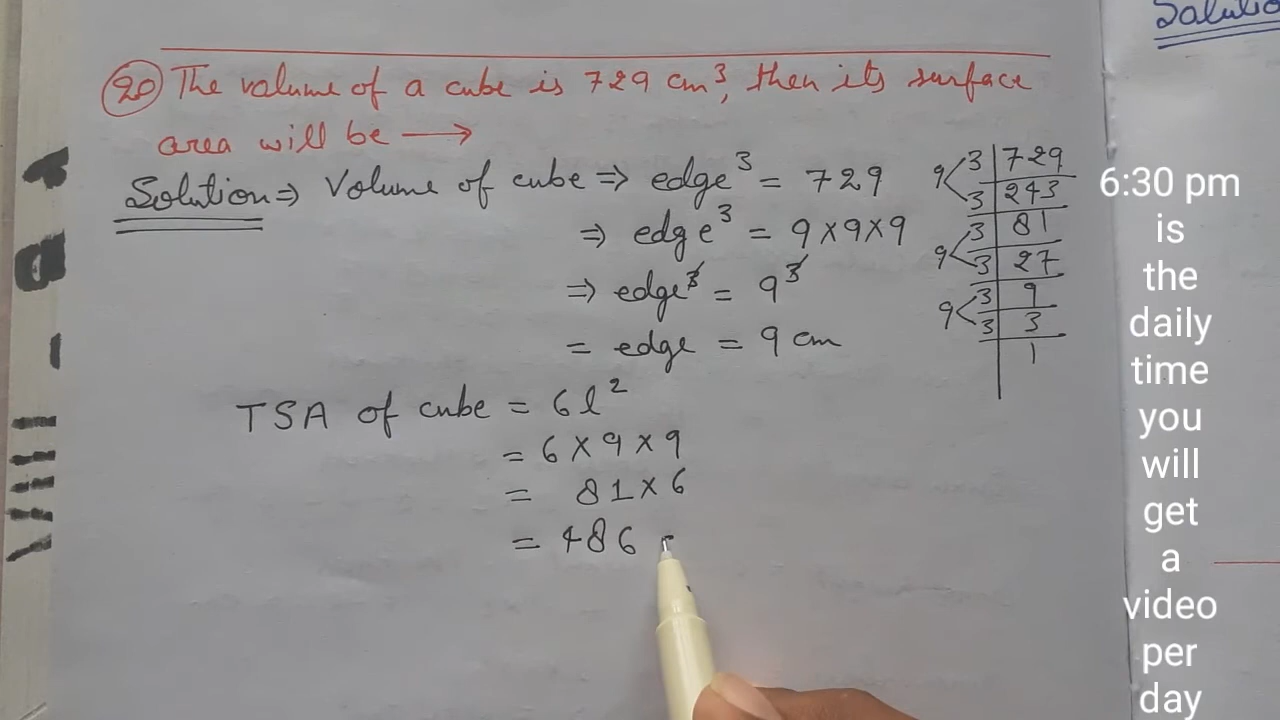 Solutio
20 The volume of a cube is 729 cm³, then its surface
area will be ⟶
Solution ⇒ Volume of cube ⇒ edge³ = 729
⇒ edge³ = 9×9×9
⇒ edge³ = 9³
= edge = 9 cm
3 | 729
3 | 243
3 | 81
3 | 27
3 | 9
3 | 3
1
9
9
9
TSA of cube = 6l²
= 6×9×9
= 81×6
= 486
6:30 pm
is
the
daily
time
you
will
get
a
video
per
day